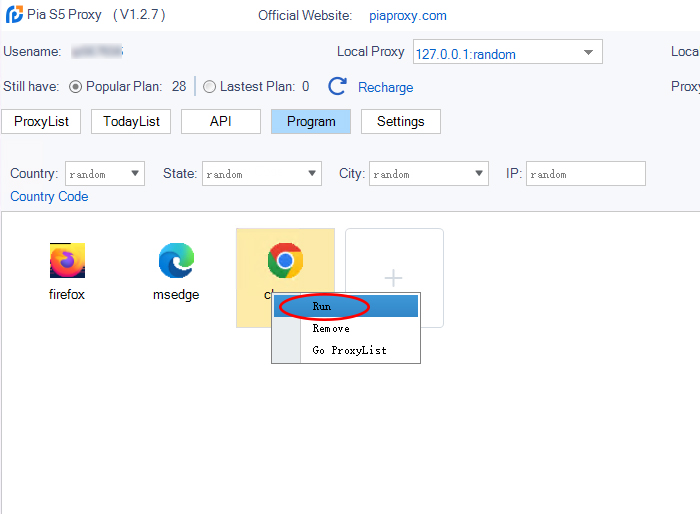 Pia S5 Proxy ( V1.2.7 ) Official Website: piaproxy.com
Usename: Local Proxy 127.0.0.1:random Loca
Still have: Popular Plan: 28 Lastest Plan: 0 Recharge Proxy
ProxyList TodayList API Program Settings
Country: random State: random City: random IP: random
Country Code
firefox msedge
Run
Remove
Go ProxyList